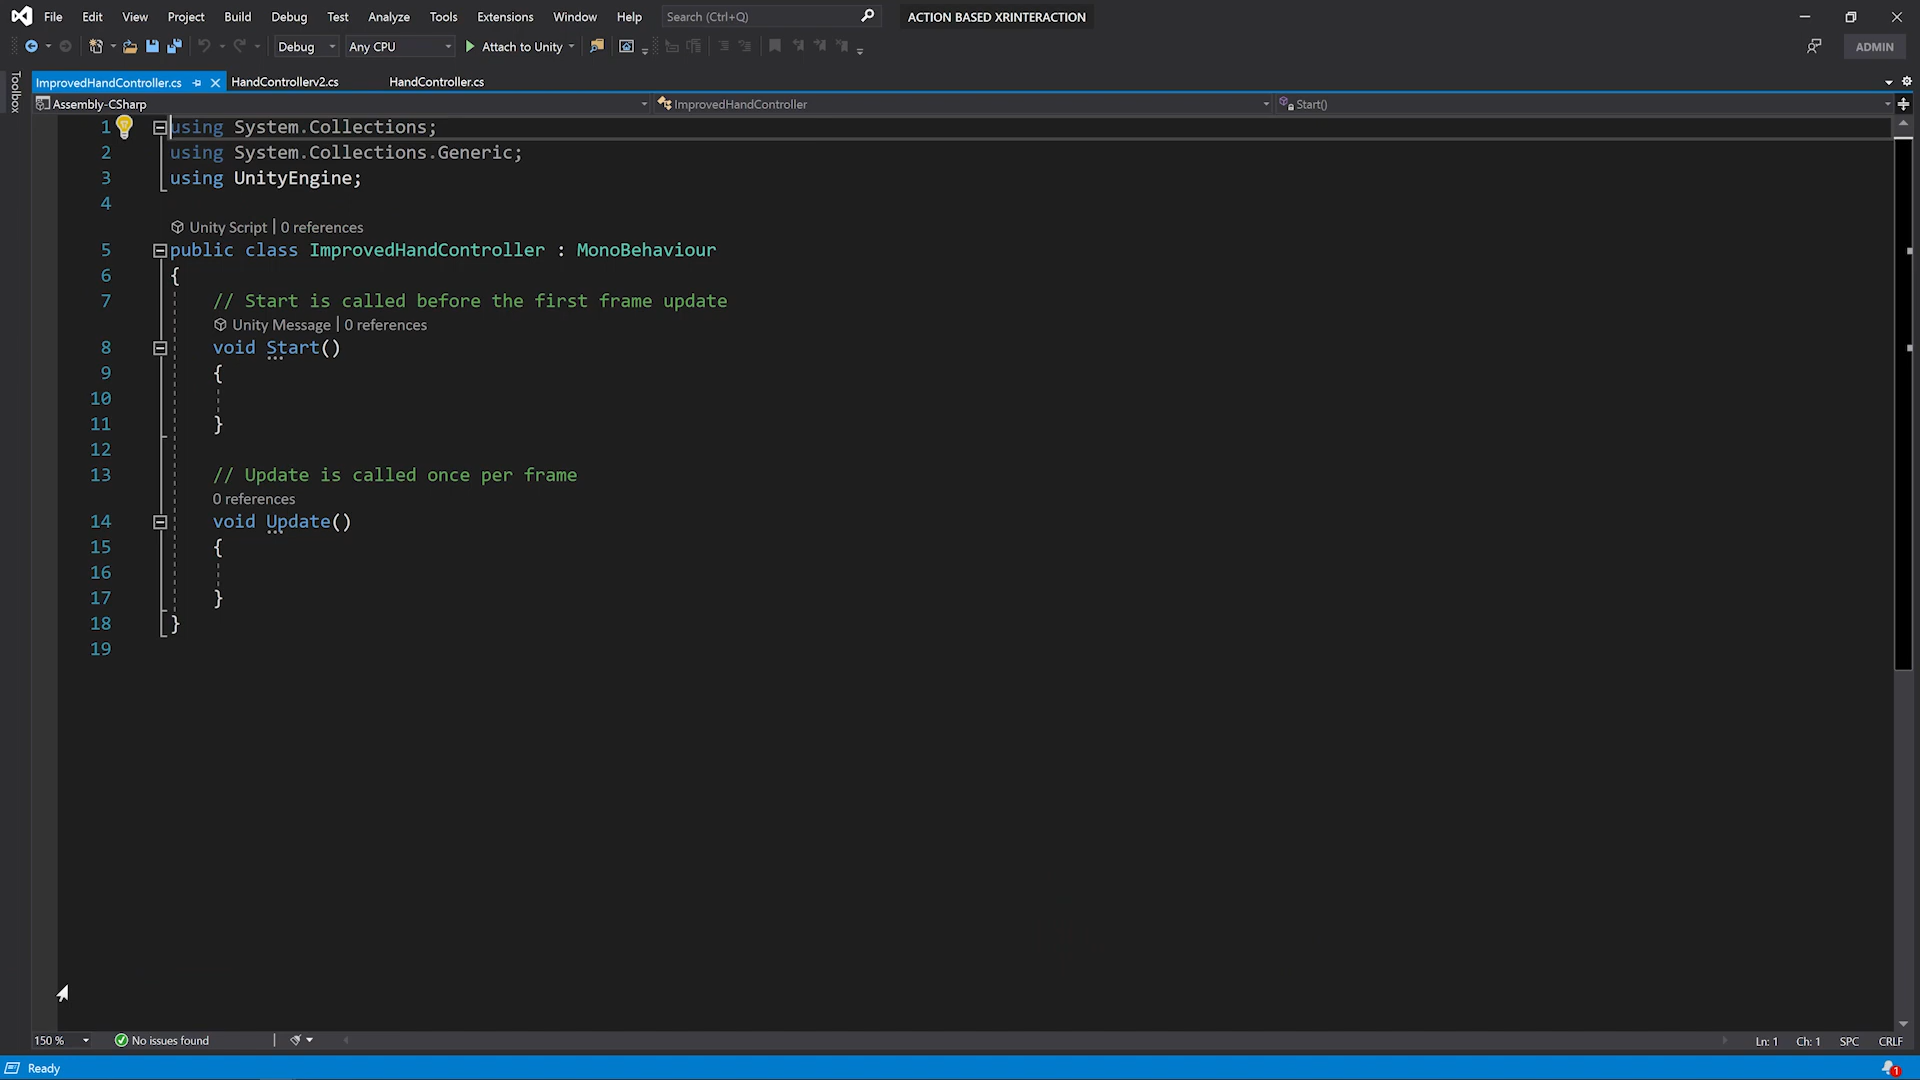 File Edit View Project Build Debug Test Analyze Tools Extensions Window Help Search (Ctrl+Q) ACTION BASED XRINTERACTION
Debug Any CPU Attach to Unity ADMIN
Toolbox
ImprovedHandController.cs HandControllerv2.cs HandController.cs
Assembly-CSharp ImprovedHandController Start()
1 using System.Collections;
2 using System.Collections.Generic;
3 using UnityEngine;
4
Unity Script | 0 references
5 public class ImprovedHandController : MonoBehaviour
6 {
7 // Start is called before the first frame update
Unity Message | 0 references
8 void Start()
9 {
10
11 }
12
13 // Update is called once per frame
0 references
14 void Update()
15 {
16
17 }
18 }
19
150 % No issues found Ln: 1 Ch: 1 SPC CRLF
Ready 1